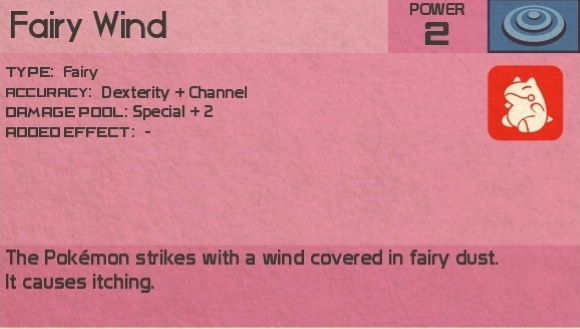 Fairy Wind
POWER
2
TYPE: Fairy
ACCURACY: Dexterity + Channel
DAMAGE POOL: Special + 2
ADDED EFFECT: -
The Pokémon strikes with a wind covered in fairy dust.
It causes itching.